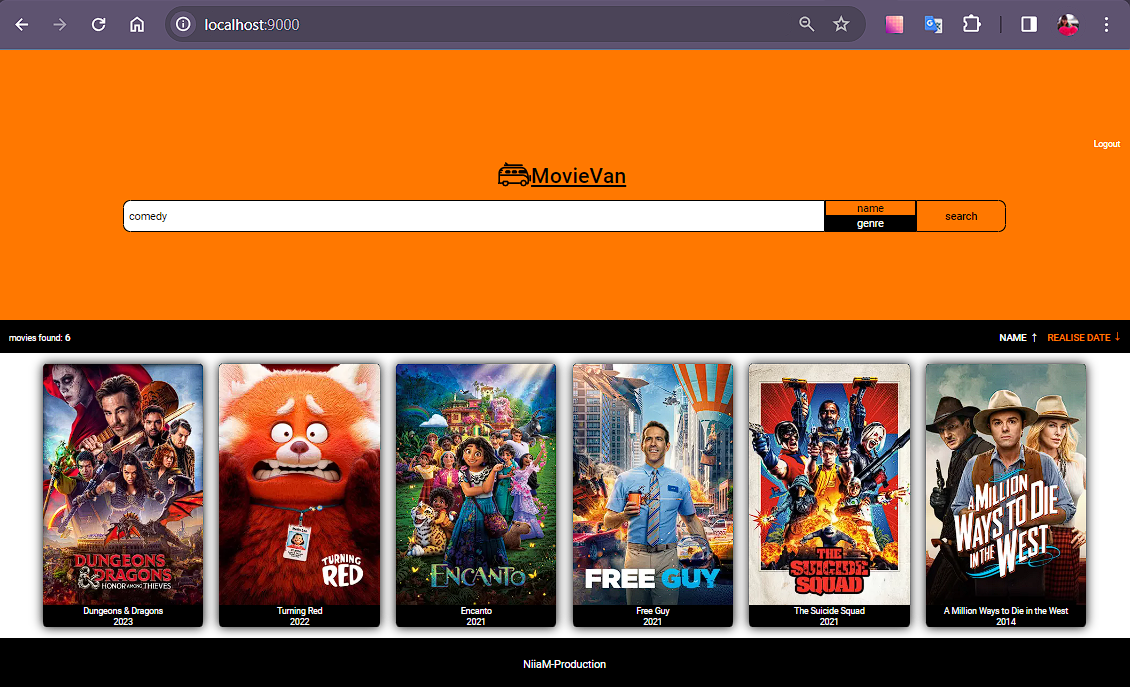 localhost:9000
Logout
MovieVan
comedy
name
genre
search
movies found: 6
NAME ↑ REALISE DATE ↓
DUNGEONS
& DRAGONS
HONOR AMONG THIEVES
Dungeons & Dragons
2023
TURNING
RED
Turning Red
2022
ENCANTO
Encanto
2021
FREE GUY
Free Guy
2021
THE
SUICIDE
SQUAD
The Suicide Squad
2021
A MILLION
WAYS TO DIE
IN THE WEST
A Million Ways to Die in the West
2014
NiiaM-Production